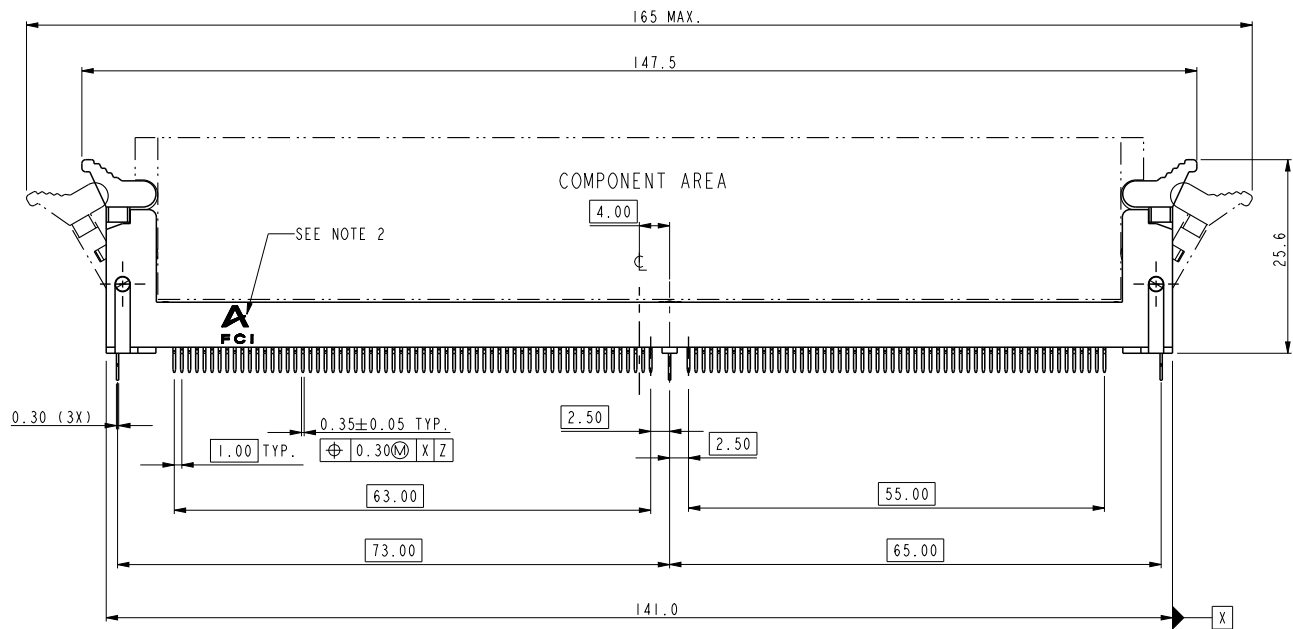 165 MAX.
147.5
COMPONENT AREA
4.00
SEE NOTE 2
℄
25.6
FCI
0.30 (3X)
0.35±0.05 TYP.
2.50
2.50
1.00 TYP.
⌖ 0.30Ⓜ X Z
63.00
55.00
73.00
65.00
141.0
X